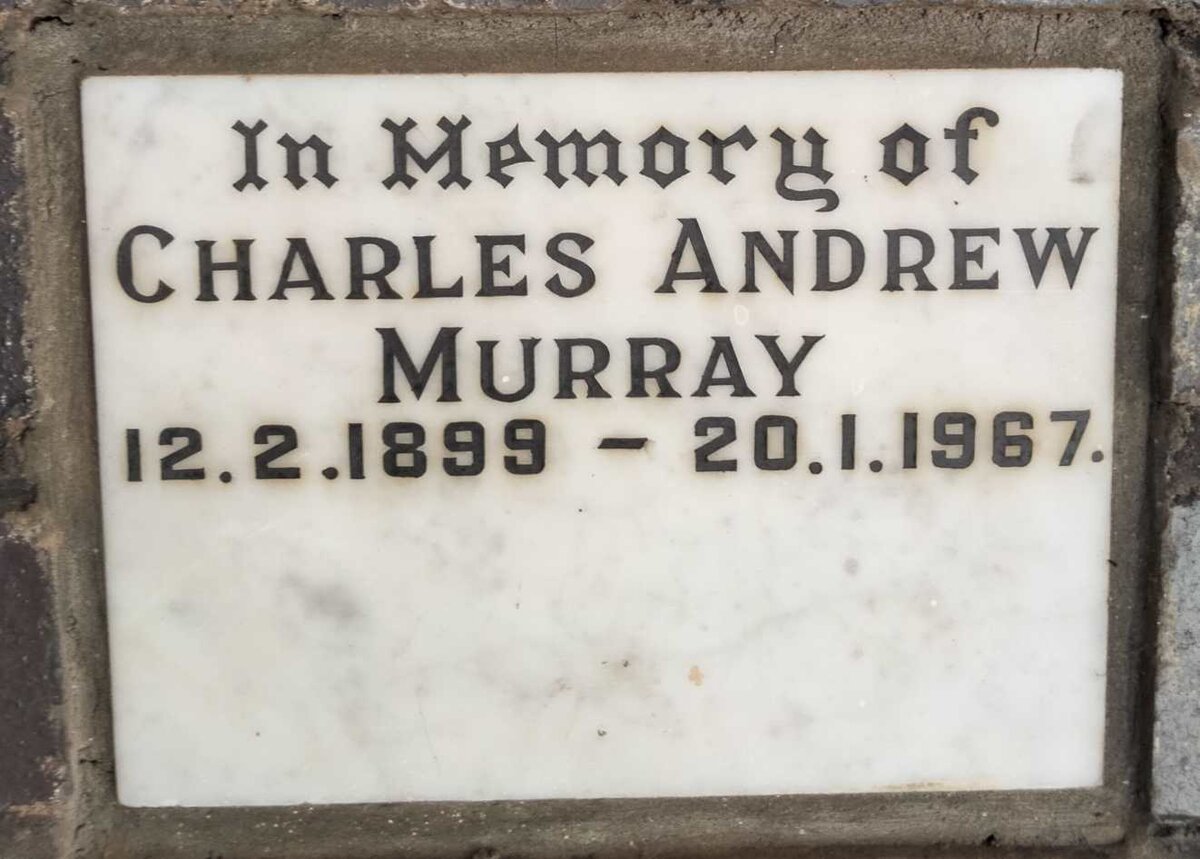 In Memory of
CHARLES ANDREW
MURRAY
12.2.1899 – 20.1.1967.